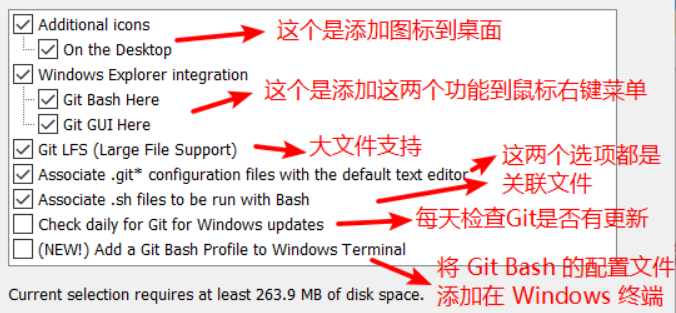 Additional icons
On the Desktop
这个是添加图标到桌面
Windows Explorer integration
Git Bash Here
Git GUI Here
这个是添加这两个功能到鼠标右键菜单
Git LFS (Large File Support)
大文件支持
Associate .git* configuration files with the default text editor
Associate .sh files to be run with Bash
这两个选项都是
关联文件
Check daily for Git for Windows updates
每天检查Git是否有更新
(NEW!) Add a Git Bash Profile to Windows Terminal
将 Git Bash 的配置文件
添加在 Windows 终端
Current selection requires at least 263.9 MB of disk space.